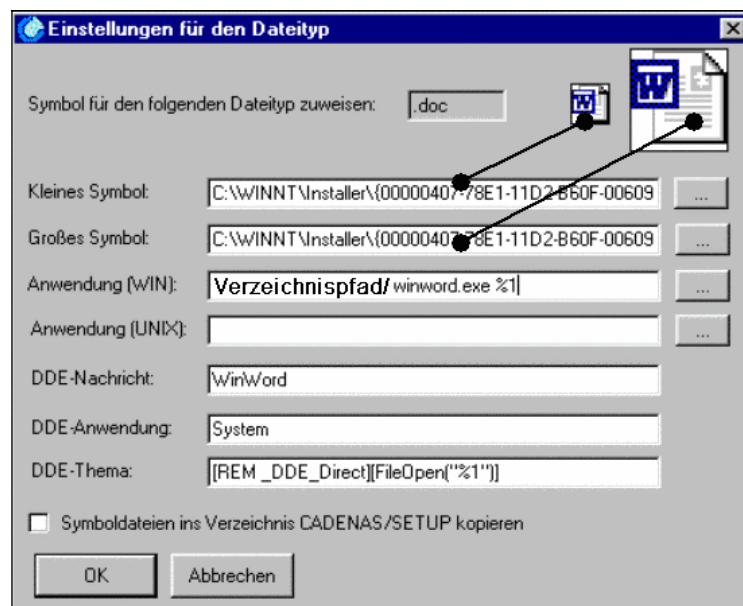 Einstellungen für den Dateityp
Symbol für den folgenden Dateityp zuweisen: .doc
Kleines Symbol: C:\WINNT\Installer\{00000407-78E1-11D2-B60F-00609 ...
Großes Symbol: C:\WINNT\Installer\{00000407-78E1-11D2-B60F-00609 ...
Anwendung (WIN): Verzeichnispfad/ winword.exe %1 ...
Anwendung (UNIX): ...
DDE-Nachricht: WinWord
DDE-Anwendung: System
DDE-Thema: [REM _DDE_Direct][FileOpen("%1")]
Symboldateien ins Verzeichnis CADENAS/SETUP kopieren
OK Abbrechen